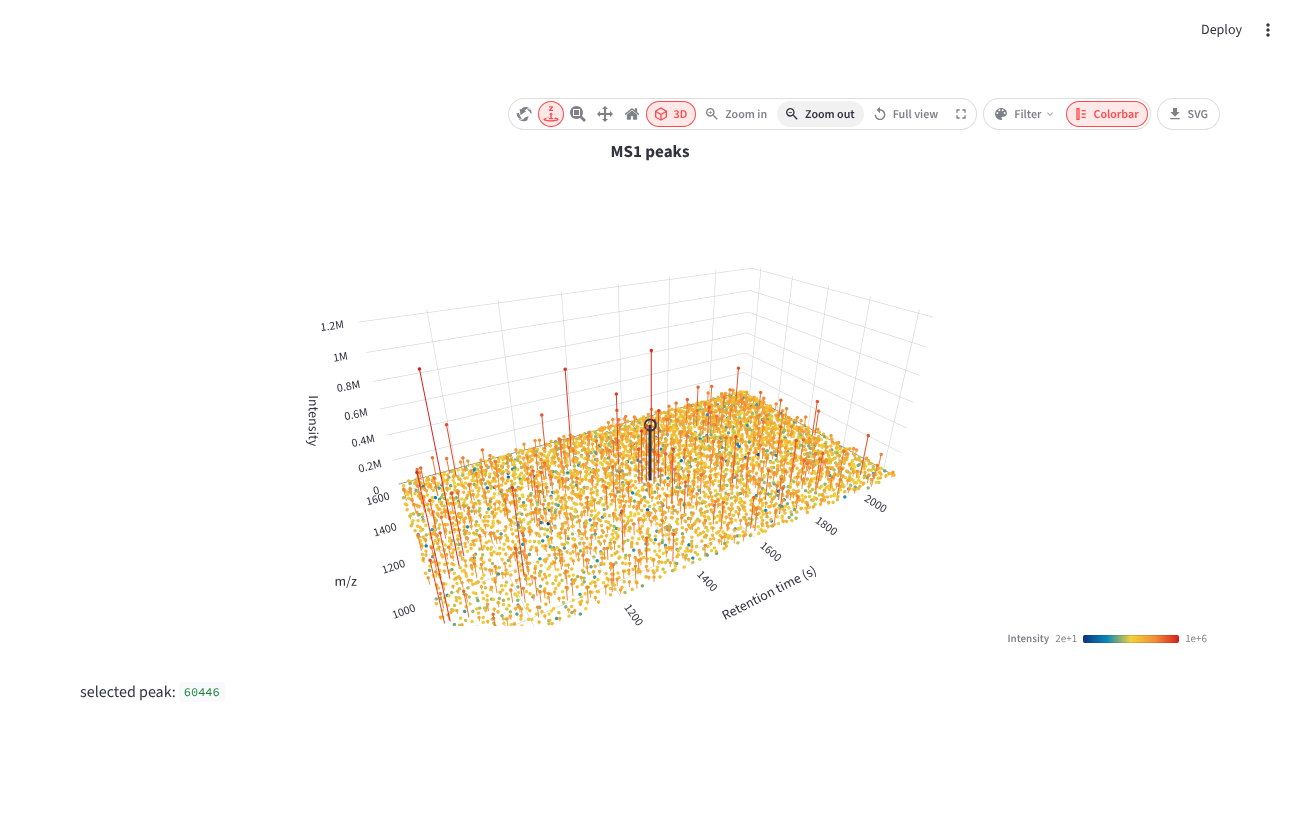 Deploy
3D
Zoom in
Zoom out
Full view
Filter
Colorbar
SVG
MS1 peaks
1.2M
1M
0.8M
0.6M
0.4M
0.2M
0
Intensity
1600
1400
1200
1000
m/z
2000
1800
1600
1400
1200
Retention time (s)
Intensity 2e+1 1e+6
selected peak: 60446